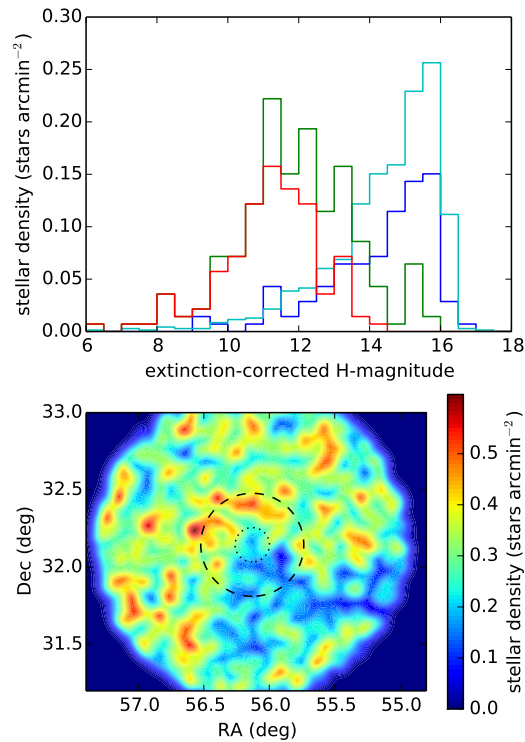 0.30
0.25
0.20
0.15
0.10
0.05
0.00
stellar density (stars arcmin⁻²)
6 8 10 12 14 16 18
extinction-corrected H-magnitude
33.0
32.5
32.0
31.5
Dec (deg)
57.0 56.5 56.0 55.5 55.0
RA (deg)
0.5
0.4
0.3
0.2
0.1
0.0
stellar density (stars arcmin⁻²)